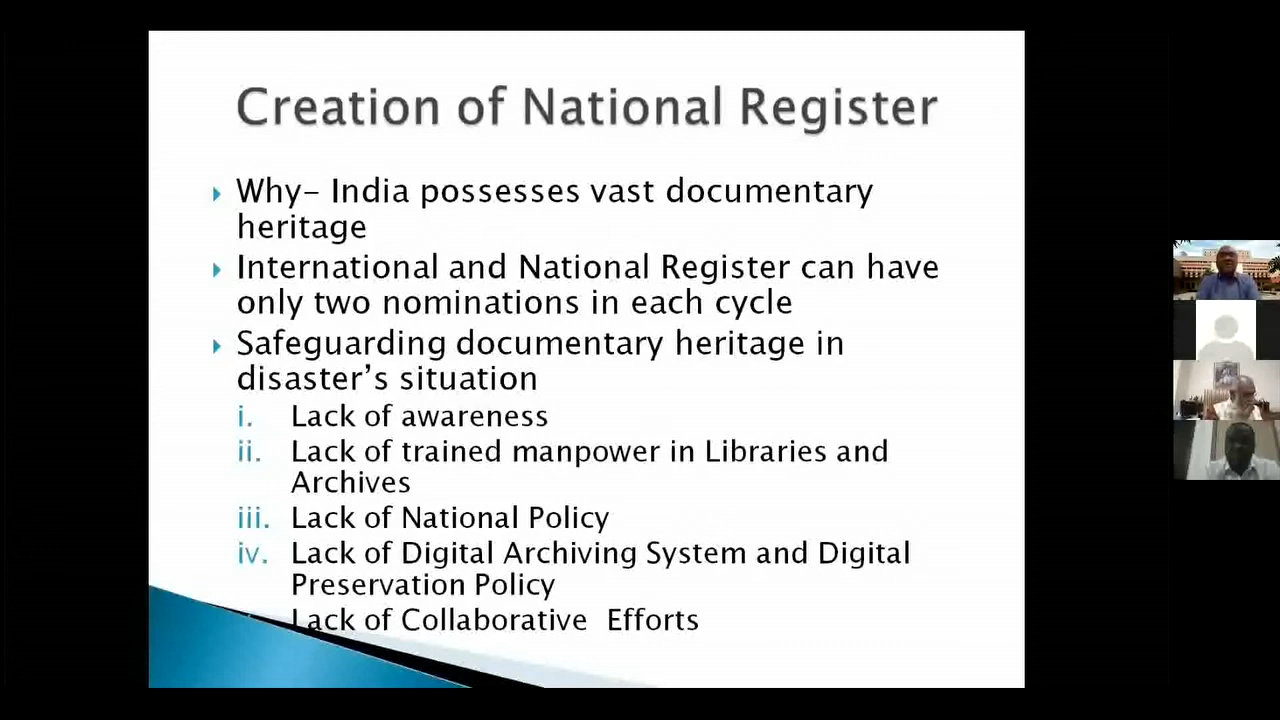 Creation of National Register
Why– India possesses vast documentary
heritage
International and National Register can have
only two nominations in each cycle
Safeguarding documentary heritage in
disaster’s situation
i. Lack of awareness
ii. Lack of trained manpower in Libraries and
Archives
iii. Lack of National Policy
iv. Lack of Digital Archiving System and Digital
Preservation Policy
Lack of Collaborative Efforts